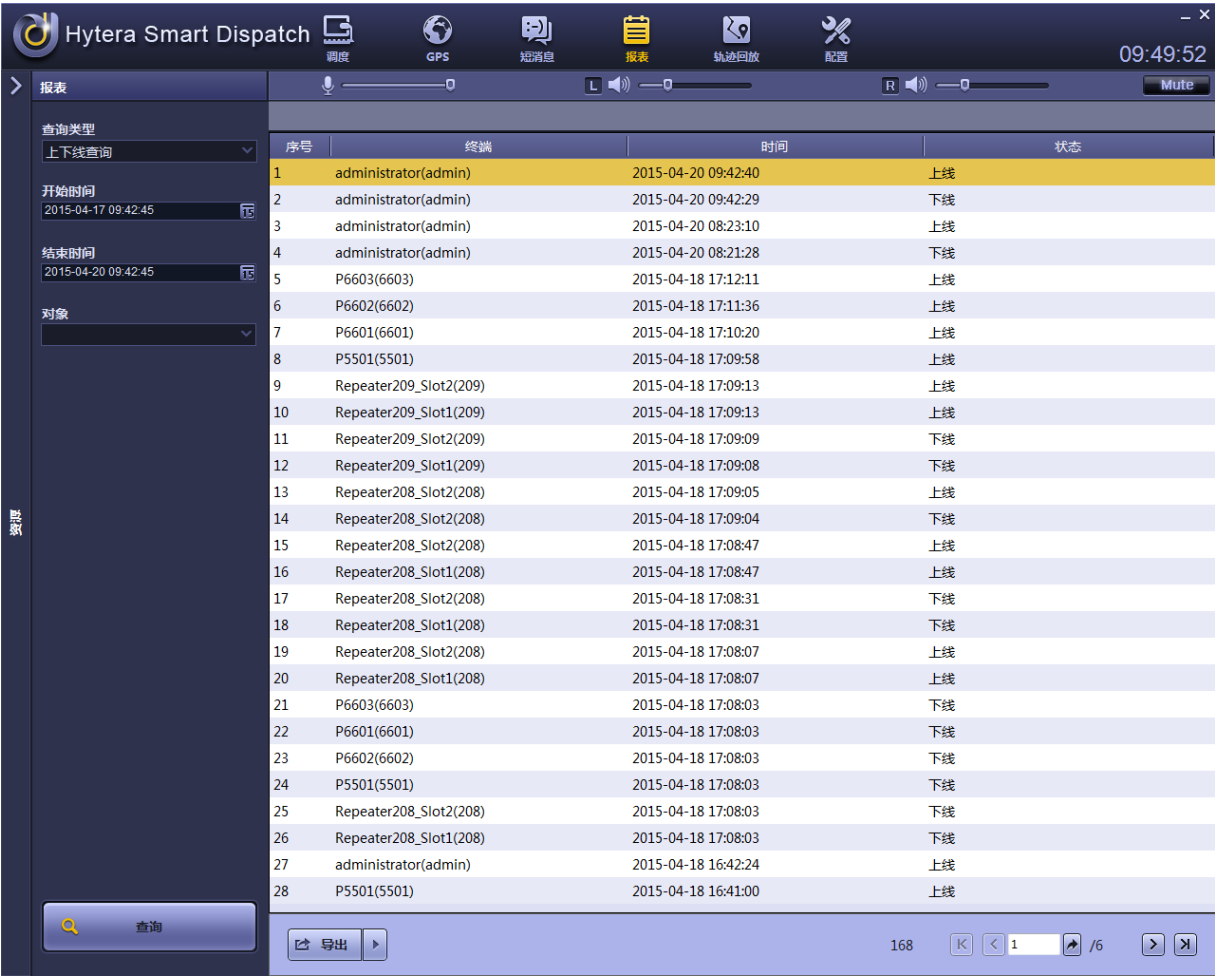 Hytera Smart Dispatch
调度 GPS 短消息 报表 轨迹回放 配置
09:49:52
报表
L R Mute
查询类型
上下线查询
开始时间
2015-04-17 09:42:45 15
结束时间
2015-04-20 09:42:45 15
对象
资源
查询
序号 终端 时间 状态
1 administrator(admin) 2015-04-20 09:42:40 上线
2 administrator(admin) 2015-04-20 09:42:29 下线
3 administrator(admin) 2015-04-20 08:23:10 上线
4 administrator(admin) 2015-04-20 08:21:28 下线
5 P6603(6603) 2015-04-18 17:12:11 上线
6 P6602(6602) 2015-04-18 17:11:36 上线
7 P6601(6601) 2015-04-18 17:10:20 上线
8 P5501(5501) 2015-04-18 17:09:58 上线
9 Repeater209_Slot2(209) 2015-04-18 17:09:13 上线
10 Repeater209_Slot1(209) 2015-04-18 17:09:13 上线
11 Repeater209_Slot2(209) 2015-04-18 17:09:09 下线
12 Repeater209_Slot1(209) 2015-04-18 17:09:08 下线
13 Repeater208_Slot2(208) 2015-04-18 17:09:05 上线
14 Repeater208_Slot2(208) 2015-04-18 17:09:04 下线
15 Repeater208_Slot2(208) 2015-04-18 17:08:47 上线
16 Repeater208_Slot1(208) 2015-04-18 17:08:47 上线
17 Repeater208_Slot2(208) 2015-04-18 17:08:31 下线
18 Repeater208_Slot1(208) 2015-04-18 17:08:31 下线
19 Repeater208_Slot2(208) 2015-04-18 17:08:07 上线
20 Repeater208_Slot1(208) 2015-04-18 17:08:07 上线
21 P6603(6603) 2015-04-18 17:08:03 下线
22 P6601(6601) 2015-04-18 17:08:03 下线
23 P6602(6602) 2015-04-18 17:08:03 下线
24 P5501(5501) 2015-04-18 17:08:03 下线
25 Repeater208_Slot2(208) 2015-04-18 17:08:03 下线
26 Repeater208_Slot1(208) 2015-04-18 17:08:03 下线
27 administrator(admin) 2015-04-18 16:42:24 上线
28 P5501(5501) 2015-04-18 16:41:00 上线
导出 168 1 /6